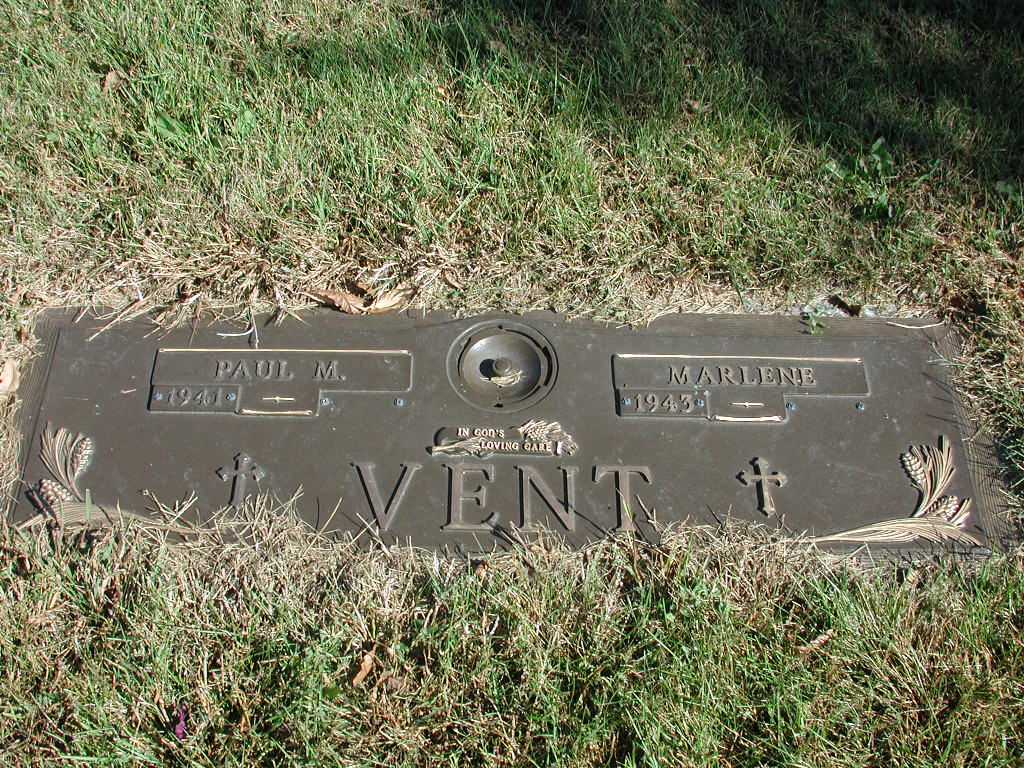 PAUL M.
1941 -
MARLENE
1943 -
IN GOD'S
LOVING CARE
VENT